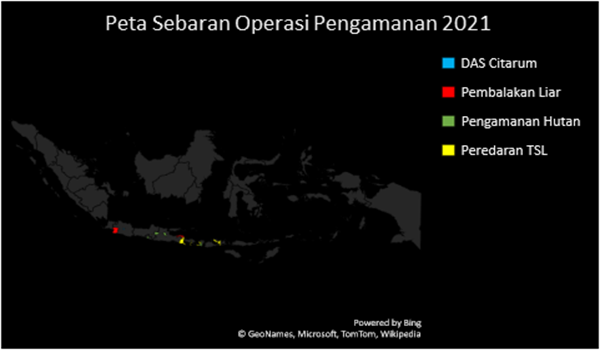 Peta Sebaran Operasi Pengamanan 2021
DAS Citarum
Pembalakan Liar
Pengamanan Hutan
Peredaran TSL
Powered by Bing
© GeoNames, Microsoft, TomTom, Wikipedia